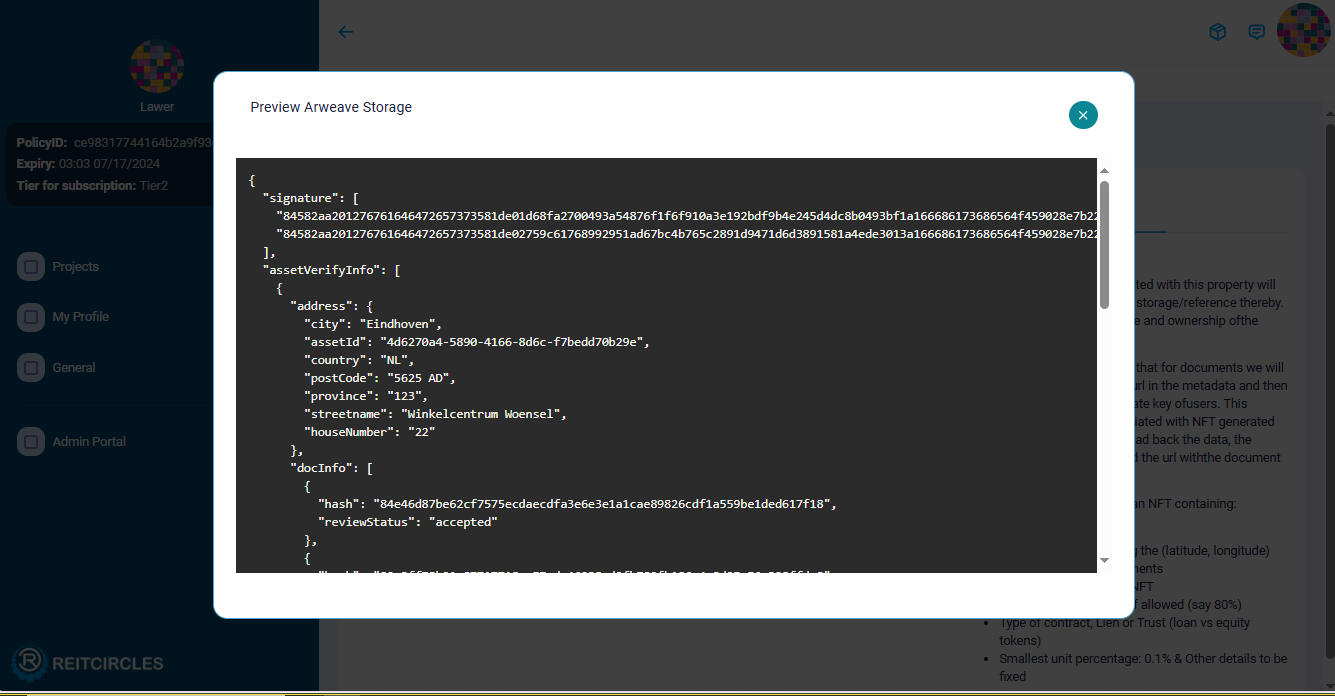 Lawer
PolicyID: ce98317744164b2a9f93
Expiry: 03:03 07/17/2024
Tier for subscription: Tier2
Projects
My Profile
General
Admin Portal
REITCIRCLES
Preview Arweave Storage
{
"signature": [
"84582aa201276761646472657373581de01d68fa2700493a54876f1f6f910a3e192bdf9b4e245d4dc8b0493bf1a166686173686564f459028e7b22
"84582aa201276761646472657373581de02759c61768992951ad67bc4b765c2891d9471d6d3891581a4ede3013a166686173686564f459028e7b22
],
"assetVerifyInfo": [
{
"address": {
"city": "Eindhoven",
"assetId": "4d6270a4-5890-4166-8d6c-f7bedd70b29e",
"country": "NL",
"postCode": "5625 AD",
"province": "123",
"streetname": "Winkelcentrum Woensel",
"houseNumber": "22"
},
"docInfo": [
{
"hash": "84e46d87be62cf7575ecdaecdfa3e6e3e1a1cae89826cdf1a559be1ded617f18",
"reviewStatus": "accepted"
},
{
ted with this property will
storage/reference thereby.
e and ownership ofthe
that for documents we will
url in the metadata and then
ate key ofusers. This
iated with NFT generated
ad back the data, the
d the url withthe document
an NFT containing:
g the (latitude, longitude)
ments
NFT
f allowed (say 80%)
Type of contract, Lien or Trust (loan vs equity
tokens)
Smallest unit percentage: 0.1% & Other details to be
fixed